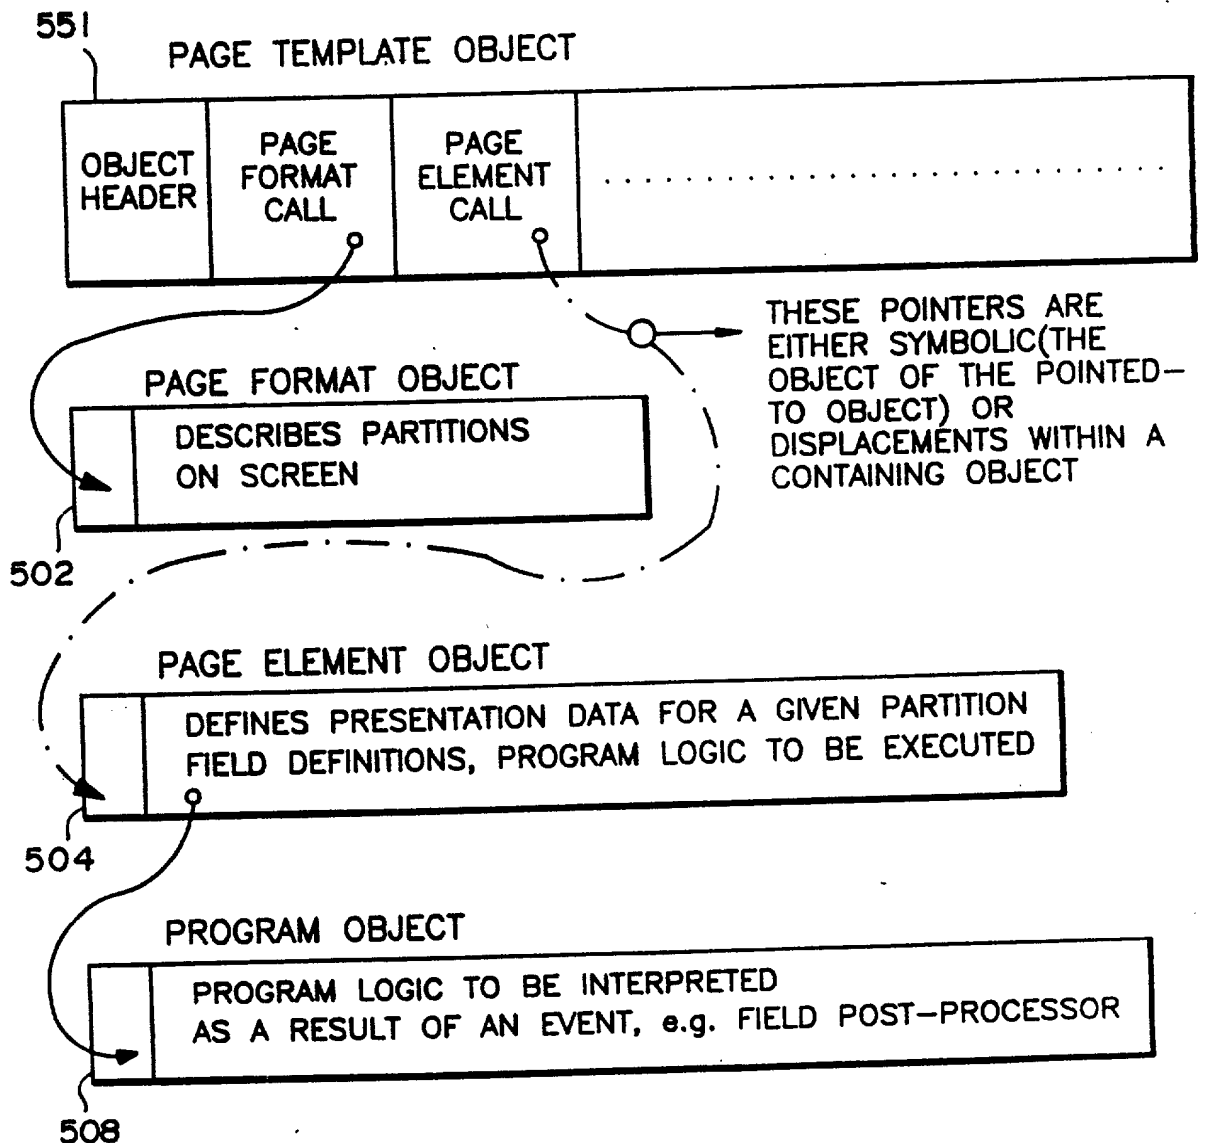 551
PAGE TEMPLATE OBJECT
OBJECT
HEADER
PAGE
FORMAT
CALL
PAGE
ELEMENT
CALL
. . . . . . . . . . . . . . . . . . . . . . . . . . . .
THESE POINTERS ARE
EITHER SYMBOLIC(THE
OBJECT OF THE POINTED-
TO OBJECT) OR
DISPLACEMENTS WITHIN A
CONTAINING OBJECT
PAGE FORMAT OBJECT
DESCRIBES PARTITIONS
ON SCREEN
502
PAGE ELEMENT OBJECT
DEFINES PRESENTATION DATA FOR A GIVEN PARTITION
FIELD DEFINITIONS, PROGRAM LOGIC TO BE EXECUTED
504
PROGRAM OBJECT
PROGRAM LOGIC TO BE INTERPRETED
AS A RESULT OF AN EVENT, e.g. FIELD POST-PROCESSOR
508